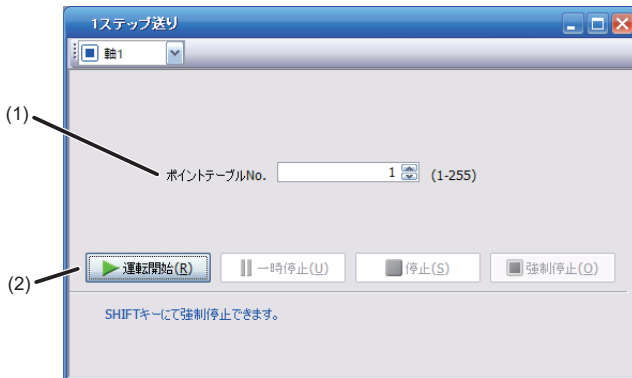 1ステップ送り
軸1
(1)
ポイントテーブルNo. 1 (1-255)
(2)
運転開始(R) 一時停止(U) 停止(S) 強制停止(O)
SHIFTキーにて強制停止できます。